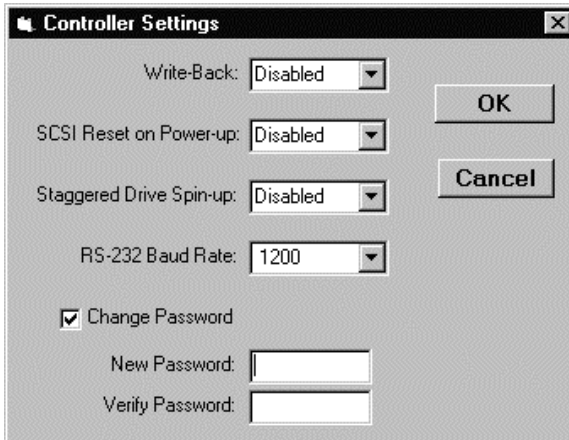 Controller Settings
Write-Back: Disabled
OK
SCSI Reset on Power-up: Disabled
Cancel
Staggered Drive Spin-up: Disabled
RS-232 Baud Rate: 1200
Change Password
New Password:
Verify Password: